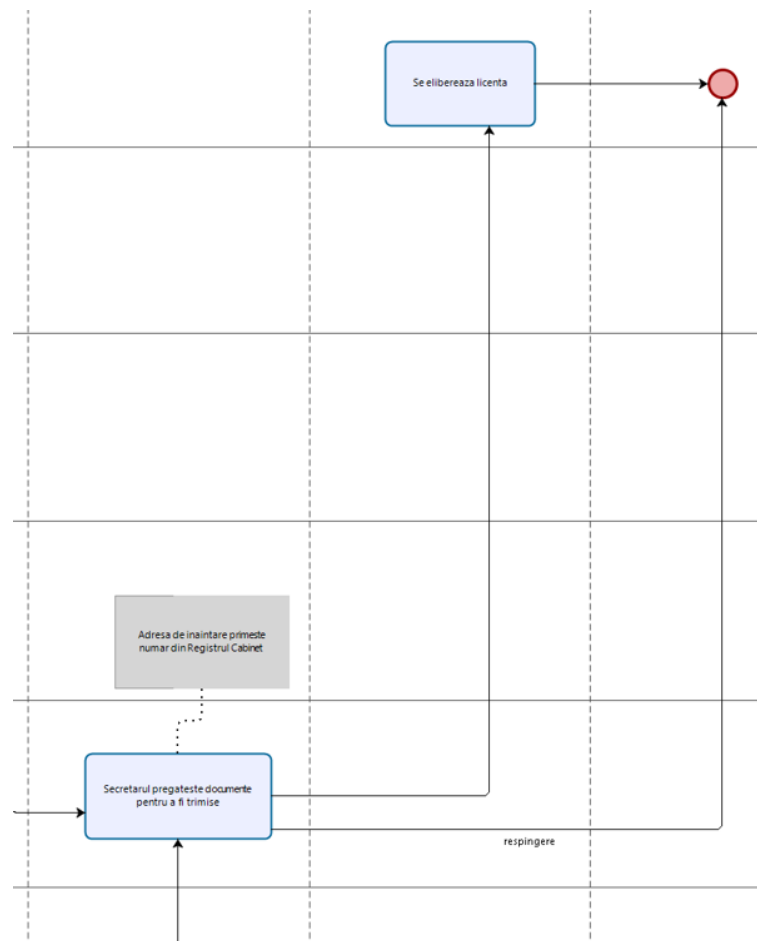 Se elibereaza licenta
Adresa de inaintare primeste
numar din Registrul Cabinet
Secretarul pregateste documente
pentru a fi trimise
respingere